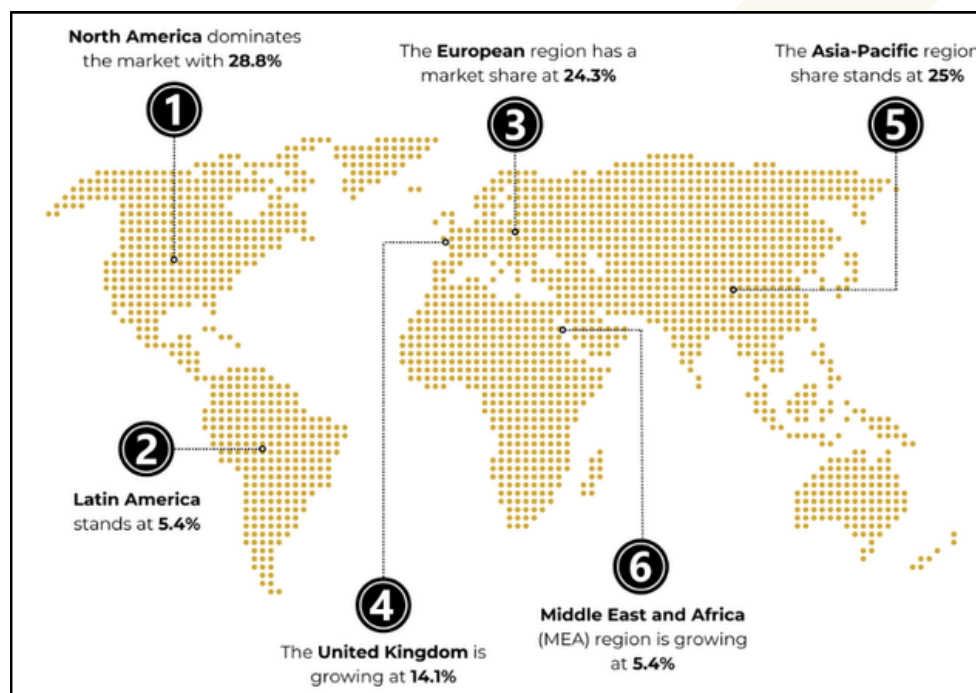 North America dominates
the market with 28.8%
1
The European region has a
market share at 24.3%
3
The Asia-Pacific region
share stands at 25%
5
2
Latin America
stands at 5.4%
4
The United Kingdom is
growing at 14.1%
6
Middle East and Africa
(MEA) region is growing
at 5.4%